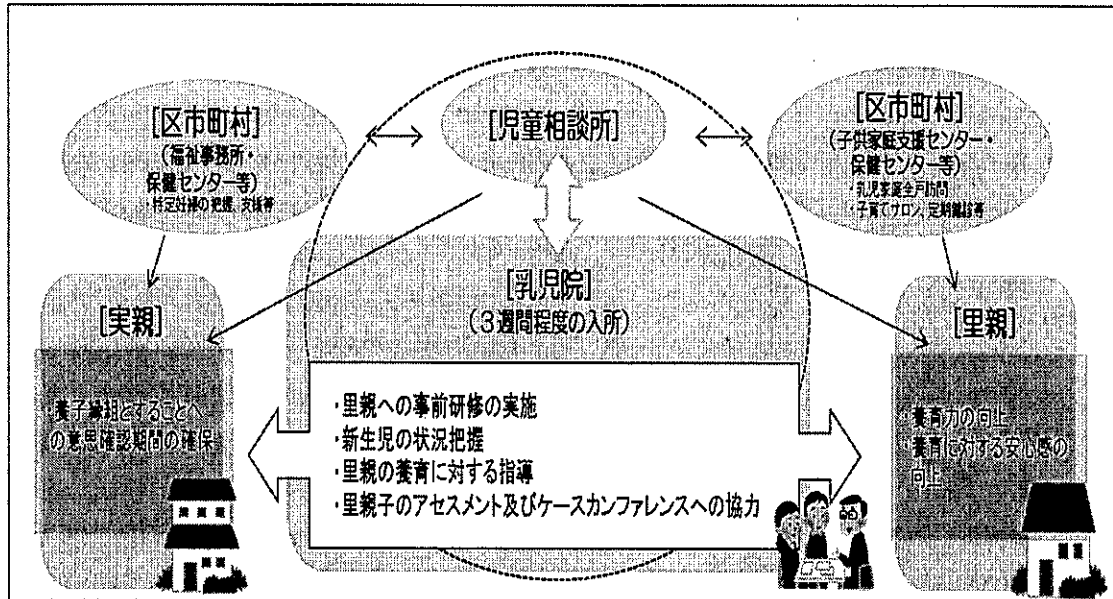 [区市町村]
(福祉事務所・
保健センター等)
・特定妊婦の把握、支援等
[児童相談所]
[区市町村]
(子供家庭支援センター・
保健センター等)
・乳児家庭全戸訪問
・子育てサロン、定期健診等
[実親]
・養子縁組とすることへ
の意思確認期間の確保
[乳児院]
(3週間程度の入所)
・里親への事前研修の実施
・新生児の状況把握
・里親の養育に対する指導
・里親子のアセスメント及びケースカンファレンスへの協力
[里親]
・養育力の向上
・養育に対する安心感の
向上